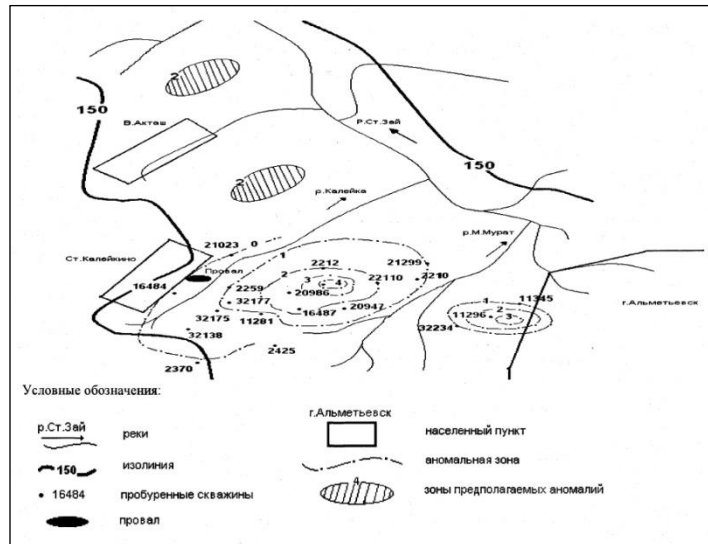 2
150
В.Акташ
Р.Ст.Зай
150
2
р.Калейка
21023 0
1
Ст.Калейкино
Провал
р.М.Мурат
2212
21299
2
16484
2259
3
4
22110
2210
20986
32177
1
11345
г.Альметьевск
32175
11281
16487
20947
11296
2
3
32138
32234
2425
2370
Условные обозначения:
р.Ст.Зай
реки
г.Альметьевск
населенный пункт
150
изолиния
аномальная зона
16484
пробуренные скважины
4
зоны предполагаемых аномалий
провал